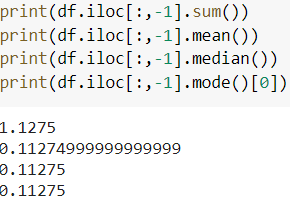 print(df.iloc[:,-1].sum())
print(df.iloc[:,-1].mean())
print(df.iloc[:,-1].median())
print(df.iloc[:,-1].mode()[0])
1.1275
0.11274999999999999
0.11275
0.11275